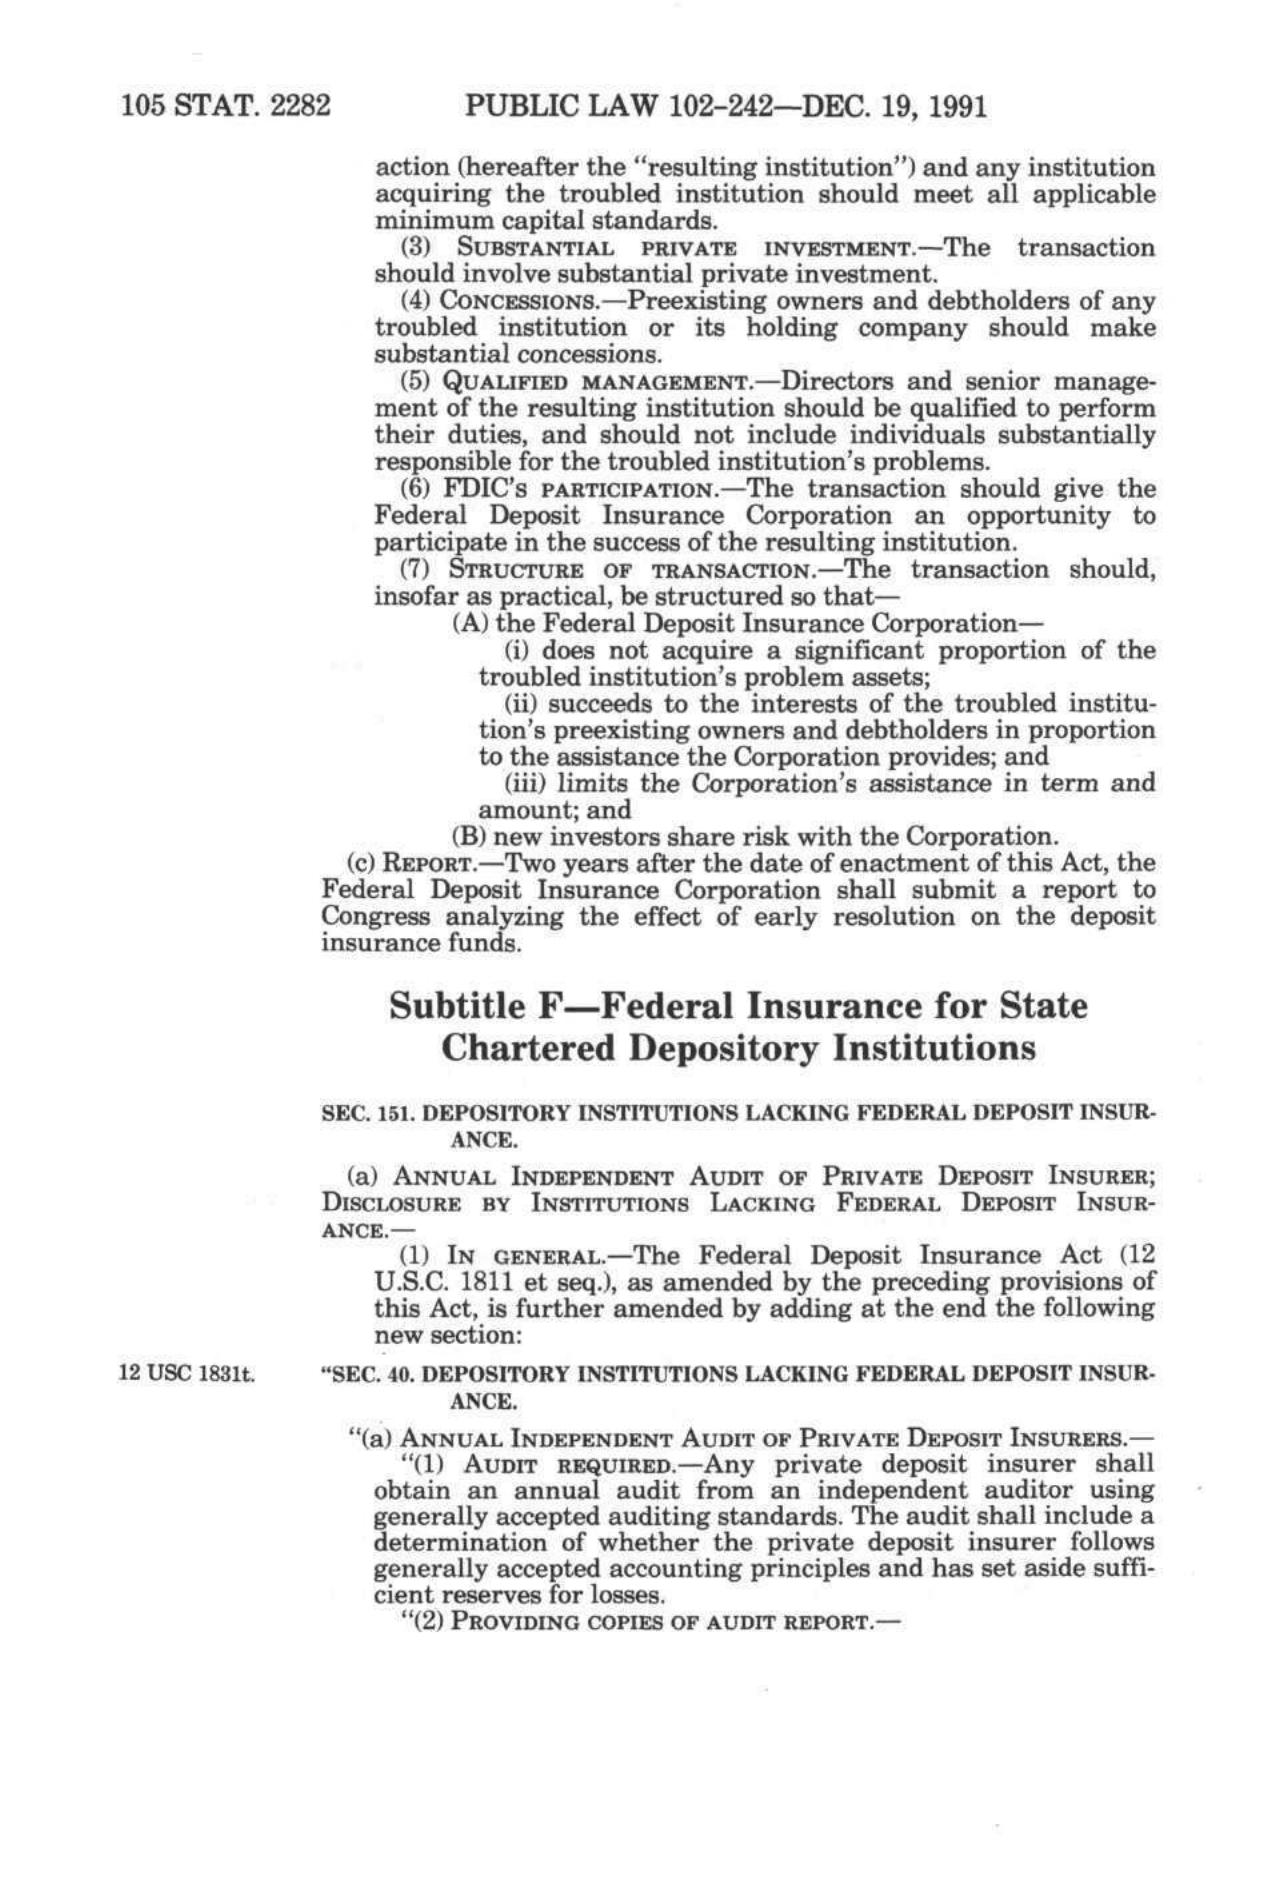 105 STAT. 2282 PUBLIC LAW 102-242—DEC. 19, 1991
action (hereafter the “resulting institution”) and any institution
acquiring the troubled institution should meet all applicable
minimum capital standards.
(3) SUBSTANTIAL PRIVATE INVESTMENT.—The transaction
should involve substantial private investment.
(4) CONCESSIONS.—Preexisting owners and debtholders of any
troubled institution or its holding company should make
substantial concessions.
(5) QUALIFIED MANAGEMENT.—Directors and senior manage-
ment of the resulting institution should be qualified to perform
their duties, and should not include individuals substantially
responsible for the troubled institution's problems.
(6) FDIC'S PARTICIPATION.—The transaction should give the
Federal Deposit Insurance Corporation an opportunity to
participate in the success of the resulting institution.
(7) STRUCTURE OF TRANSACTION.—The transaction should,
insofar as practical, be structured so that—
(A) the Federal Deposit Insurance Corporation—
(i) does not acquire a significant proportion of the
troubled institution's problem assets;
(ii) succeeds to the interests of the troubled institu-
tion's preexisting owners and debtholders in proportion
to the assistance the Corporation provides; and
(iii) limits the Corporation's assistance in term and
amount; and
(B) new investors share risk with the Corporation.
(c) REPORT.—Two years after the date of enactment of this Act, the
Federal Deposit Insurance Corporation shall submit a report to
Congress analyzing the effect of early resolution on the deposit
insurance funds.
Subtitle F—Federal Insurance for State
Chartered Depository Institutions
SEC. 151. DEPOSITORY INSTITUTIONS LACKING FEDERAL DEPOSIT INSUR-
ANCE.
(a) ANNUAL INDEPENDENT AUDIT OF PRIVATE DEPOSIT INSURER;
DISCLOSURE BY INSTITUTIONS LACKING FEDERAL DEPOSIT INSUR-
ANCE.—
(1) IN GENERAL.—The Federal Deposit Insurance Act (12
U.S.C. 1811 et seq.), as amended by the preceding provisions of
this Act, is further amended by adding at the end the following
new section:
12 USC 1831t. “SEC. 40. DEPOSITORY INSTITUTIONS LACKING FEDERAL DEPOSIT INSUR-
ANCE.
“(a) ANNUAL INDEPENDENT AUDIT OF PRIVATE DEPOSIT INSURERS.—
“(1) AUDIT REQUIRED.—Any private deposit insurer shall
obtain an annual audit from an independent auditor using
generally accepted auditing standards. The audit shall include a
determination of whether the private deposit insurer follows
generally accepted accounting principles and has set aside suffi-
cient reserves for losses.
“(2) PROVIDING COPIES OF AUDIT REPORT.—